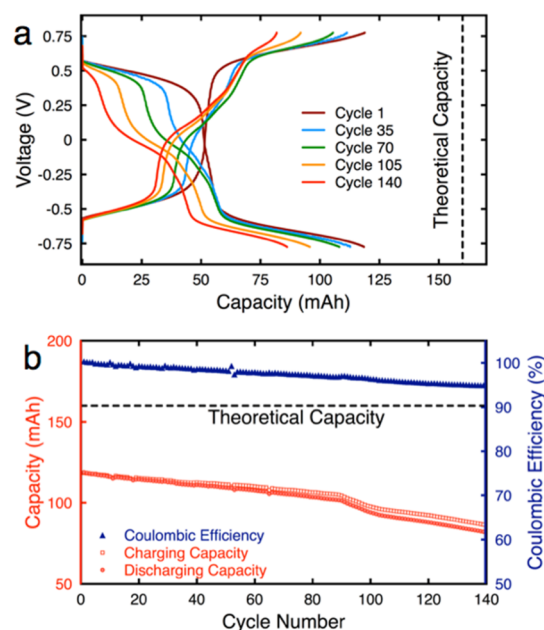 a
0.75
0.5
0.25
0
-0.25
-0.5
-0.75
Voltage (V)
Cycle 1
Cycle 35
Cycle 70
Cycle 105
Cycle 140
Theoretical Capacity
0
25
50
75
100
125
150
Capacity (mAh)
b
200
150
100
50
Capacity (mAh)
100
90
80
70
60
50
Coulombic Efficiency (%)
Theoretical Capacity
Coulombic Efficiency
Charging Capacity
Discharging Capacity
0
20
40
60
80
100
120
140
Cycle Number